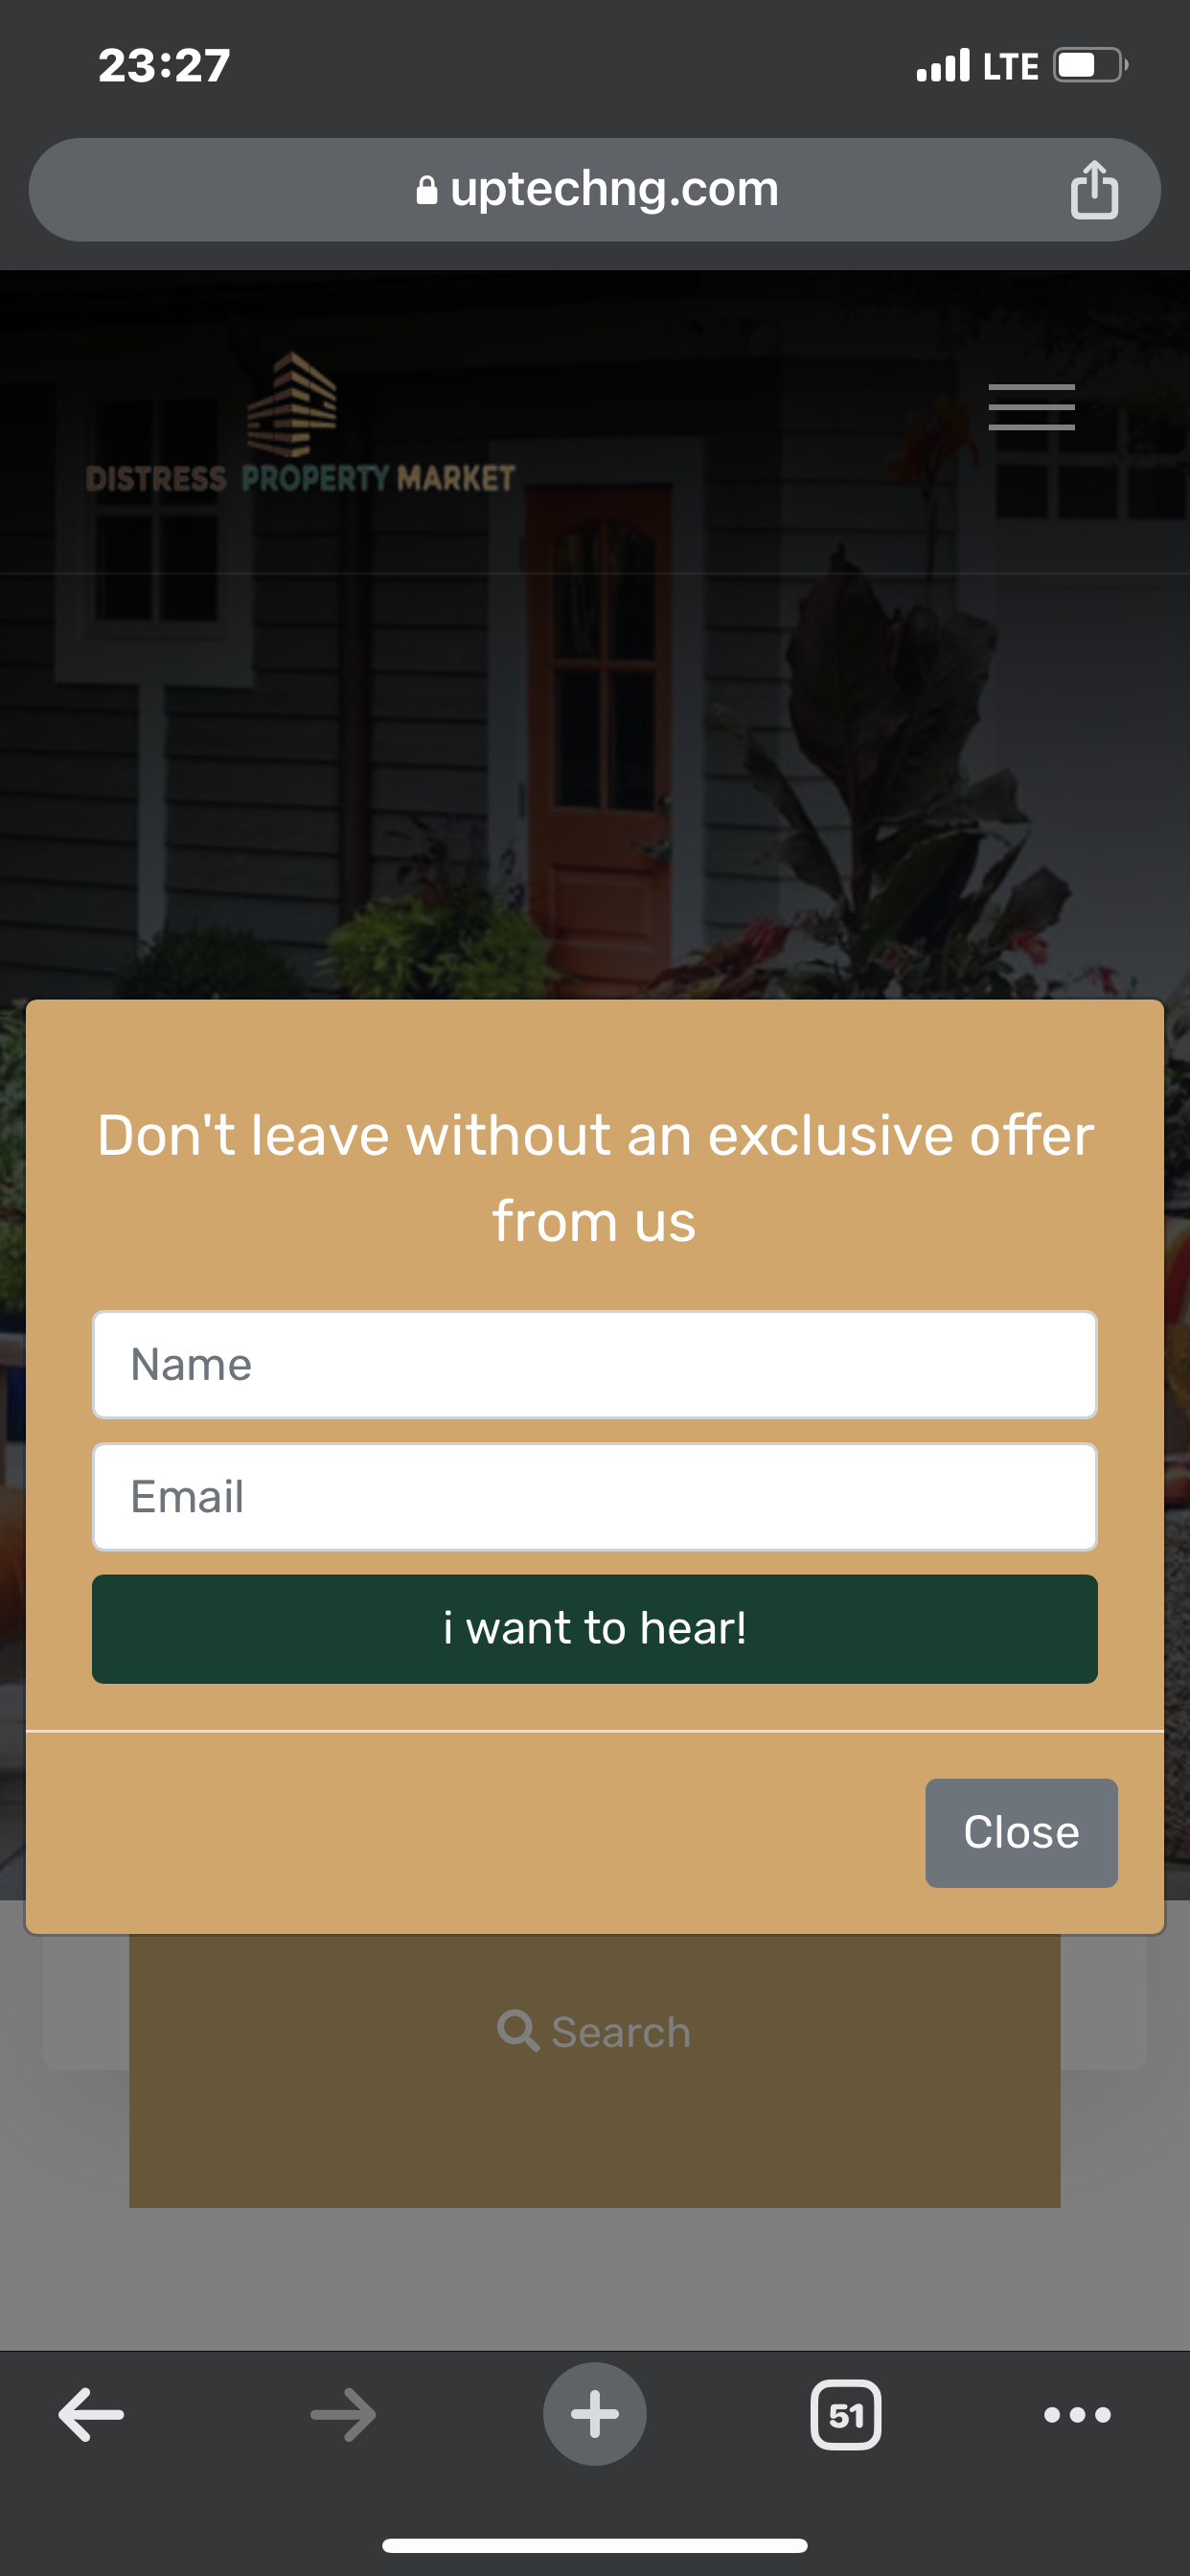 23:27 LTE
uptechng.com
DISTRESS PROPERTY MARKET
Don't leave without an exclusive offer
from us
Name
Email
i want to hear!
Close
Search
51